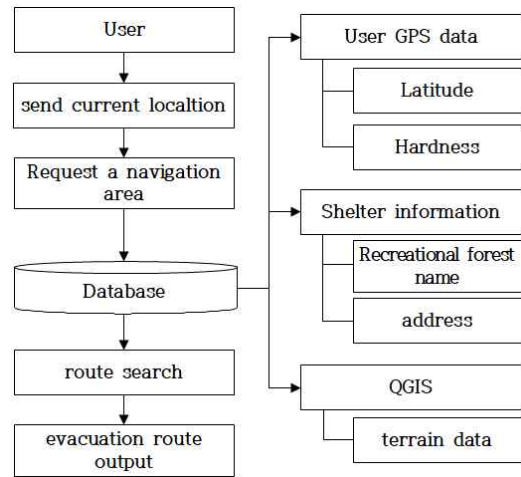 User
send current localtion
Request a navigation
area
Database
route search
evacuation route
output
User GPS data
Latitude
Hardness
Shelter information
Recreational forest
name
address
QGIS
terrain data